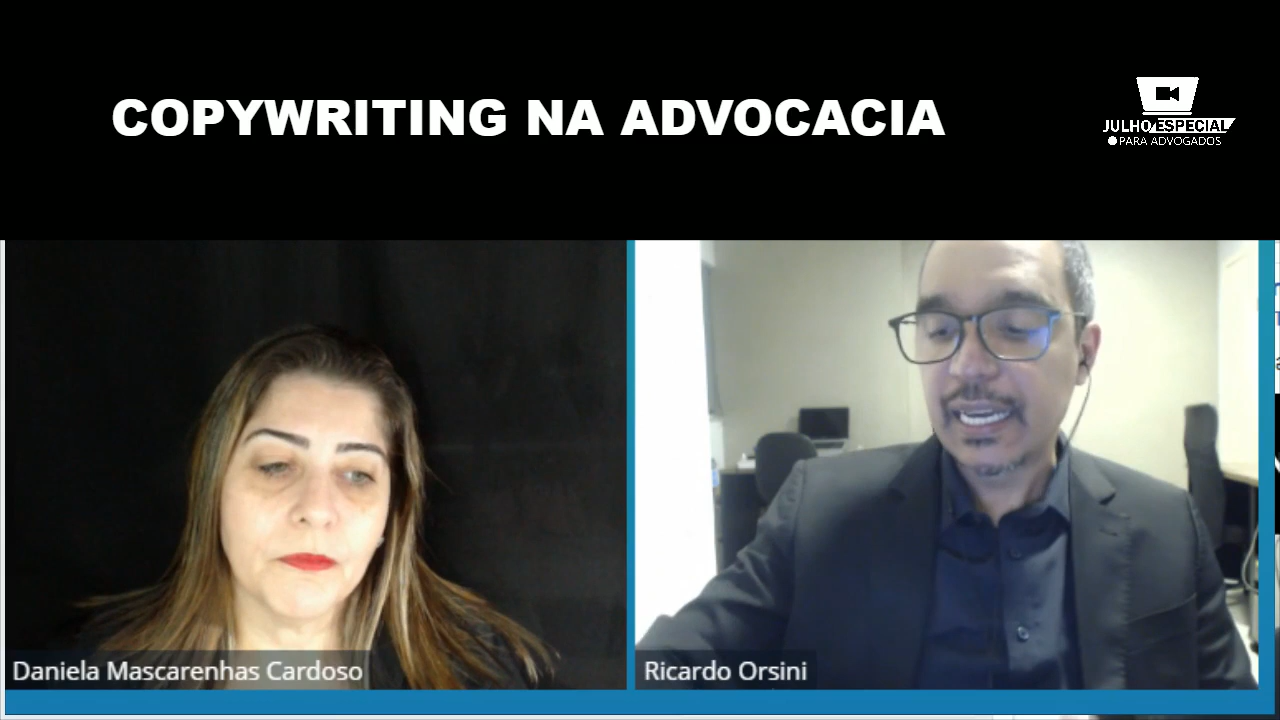 COPYWRITING NA ADVOCACIA
JULHO ESPECIAL
PARA ADVOGADOS
Daniela Mascarenhas Cardoso
Ricardo Orsini